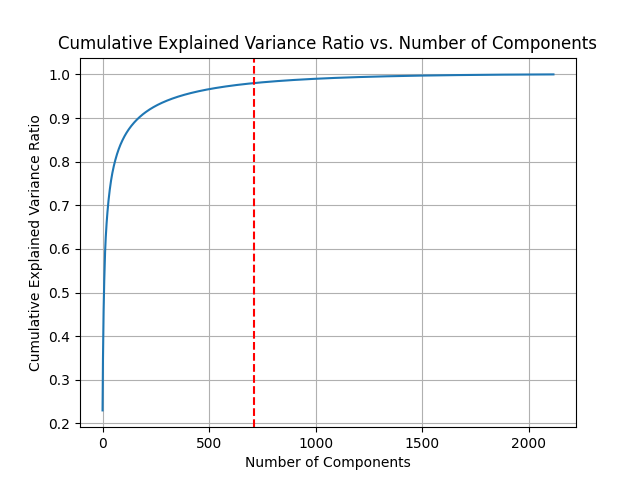 Cumulative Explained Variance Ratio vs. Number of Components
1.0
0.9
0.8
0.7
0.6
0.5
0.4
0.3
0.2
Cumulative Explained Variance Ratio
0 500 1000 1500 2000
Number of Components